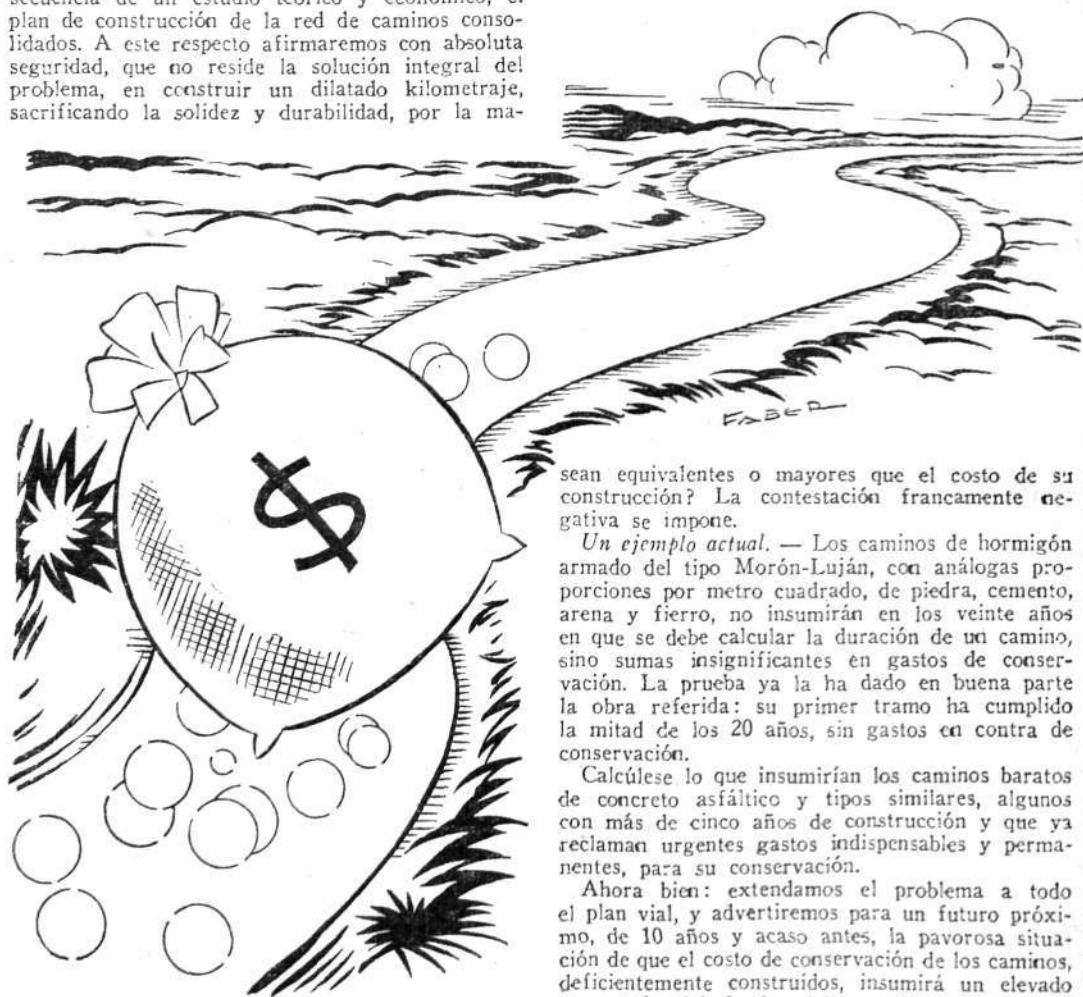 secuencia de un estudio teórico y económico, el
plan de construcción de la red de caminos conso-
lidados. A este respecto afirmaremos con absoluta
seguridad, que no reside la solución integral del
problema, en construir un dilatado kilometraje,
sacrificando la solidez y durabilidad, por la ma-
$
FABER
sean equivalentes o mayores que el costo de su
construcción? La contestación francamente ne-
gativa se impone.
Un ejemplo actual. — Los caminos de hormigón
armado del tipo Morón-Luján, con análogas pro-
porciones por metro cuadrado, de piedra, cemento,
arena y fierro, no insumirán en los veinte años
en que se debe calcular la duración de un camino,
sino sumas insignificantes en gastos de conser-
vación. La prueba ya la ha dado en buena parte
la obra referida: su primer tramo ha cumplido
la mitad de los 20 años, sin gastos en contra de
conservación.
Calcúlese lo que insumirían los caminos baratos
de concreto asfáltico y tipos similares, algunos
con más de cinco años de construcción y que ya
reclaman urgentes gastos indispensables y perma-
nentes, para su conservación.
Ahora bien: extendamos el problema a todo
el plan vial, y advertiremos para un futuro próxi-
mo, de 10 años y acaso antes, la pavorosa situa-
ción de que el costo de conservación de los caminos,
deficientemente construídos, insumirá un elevado